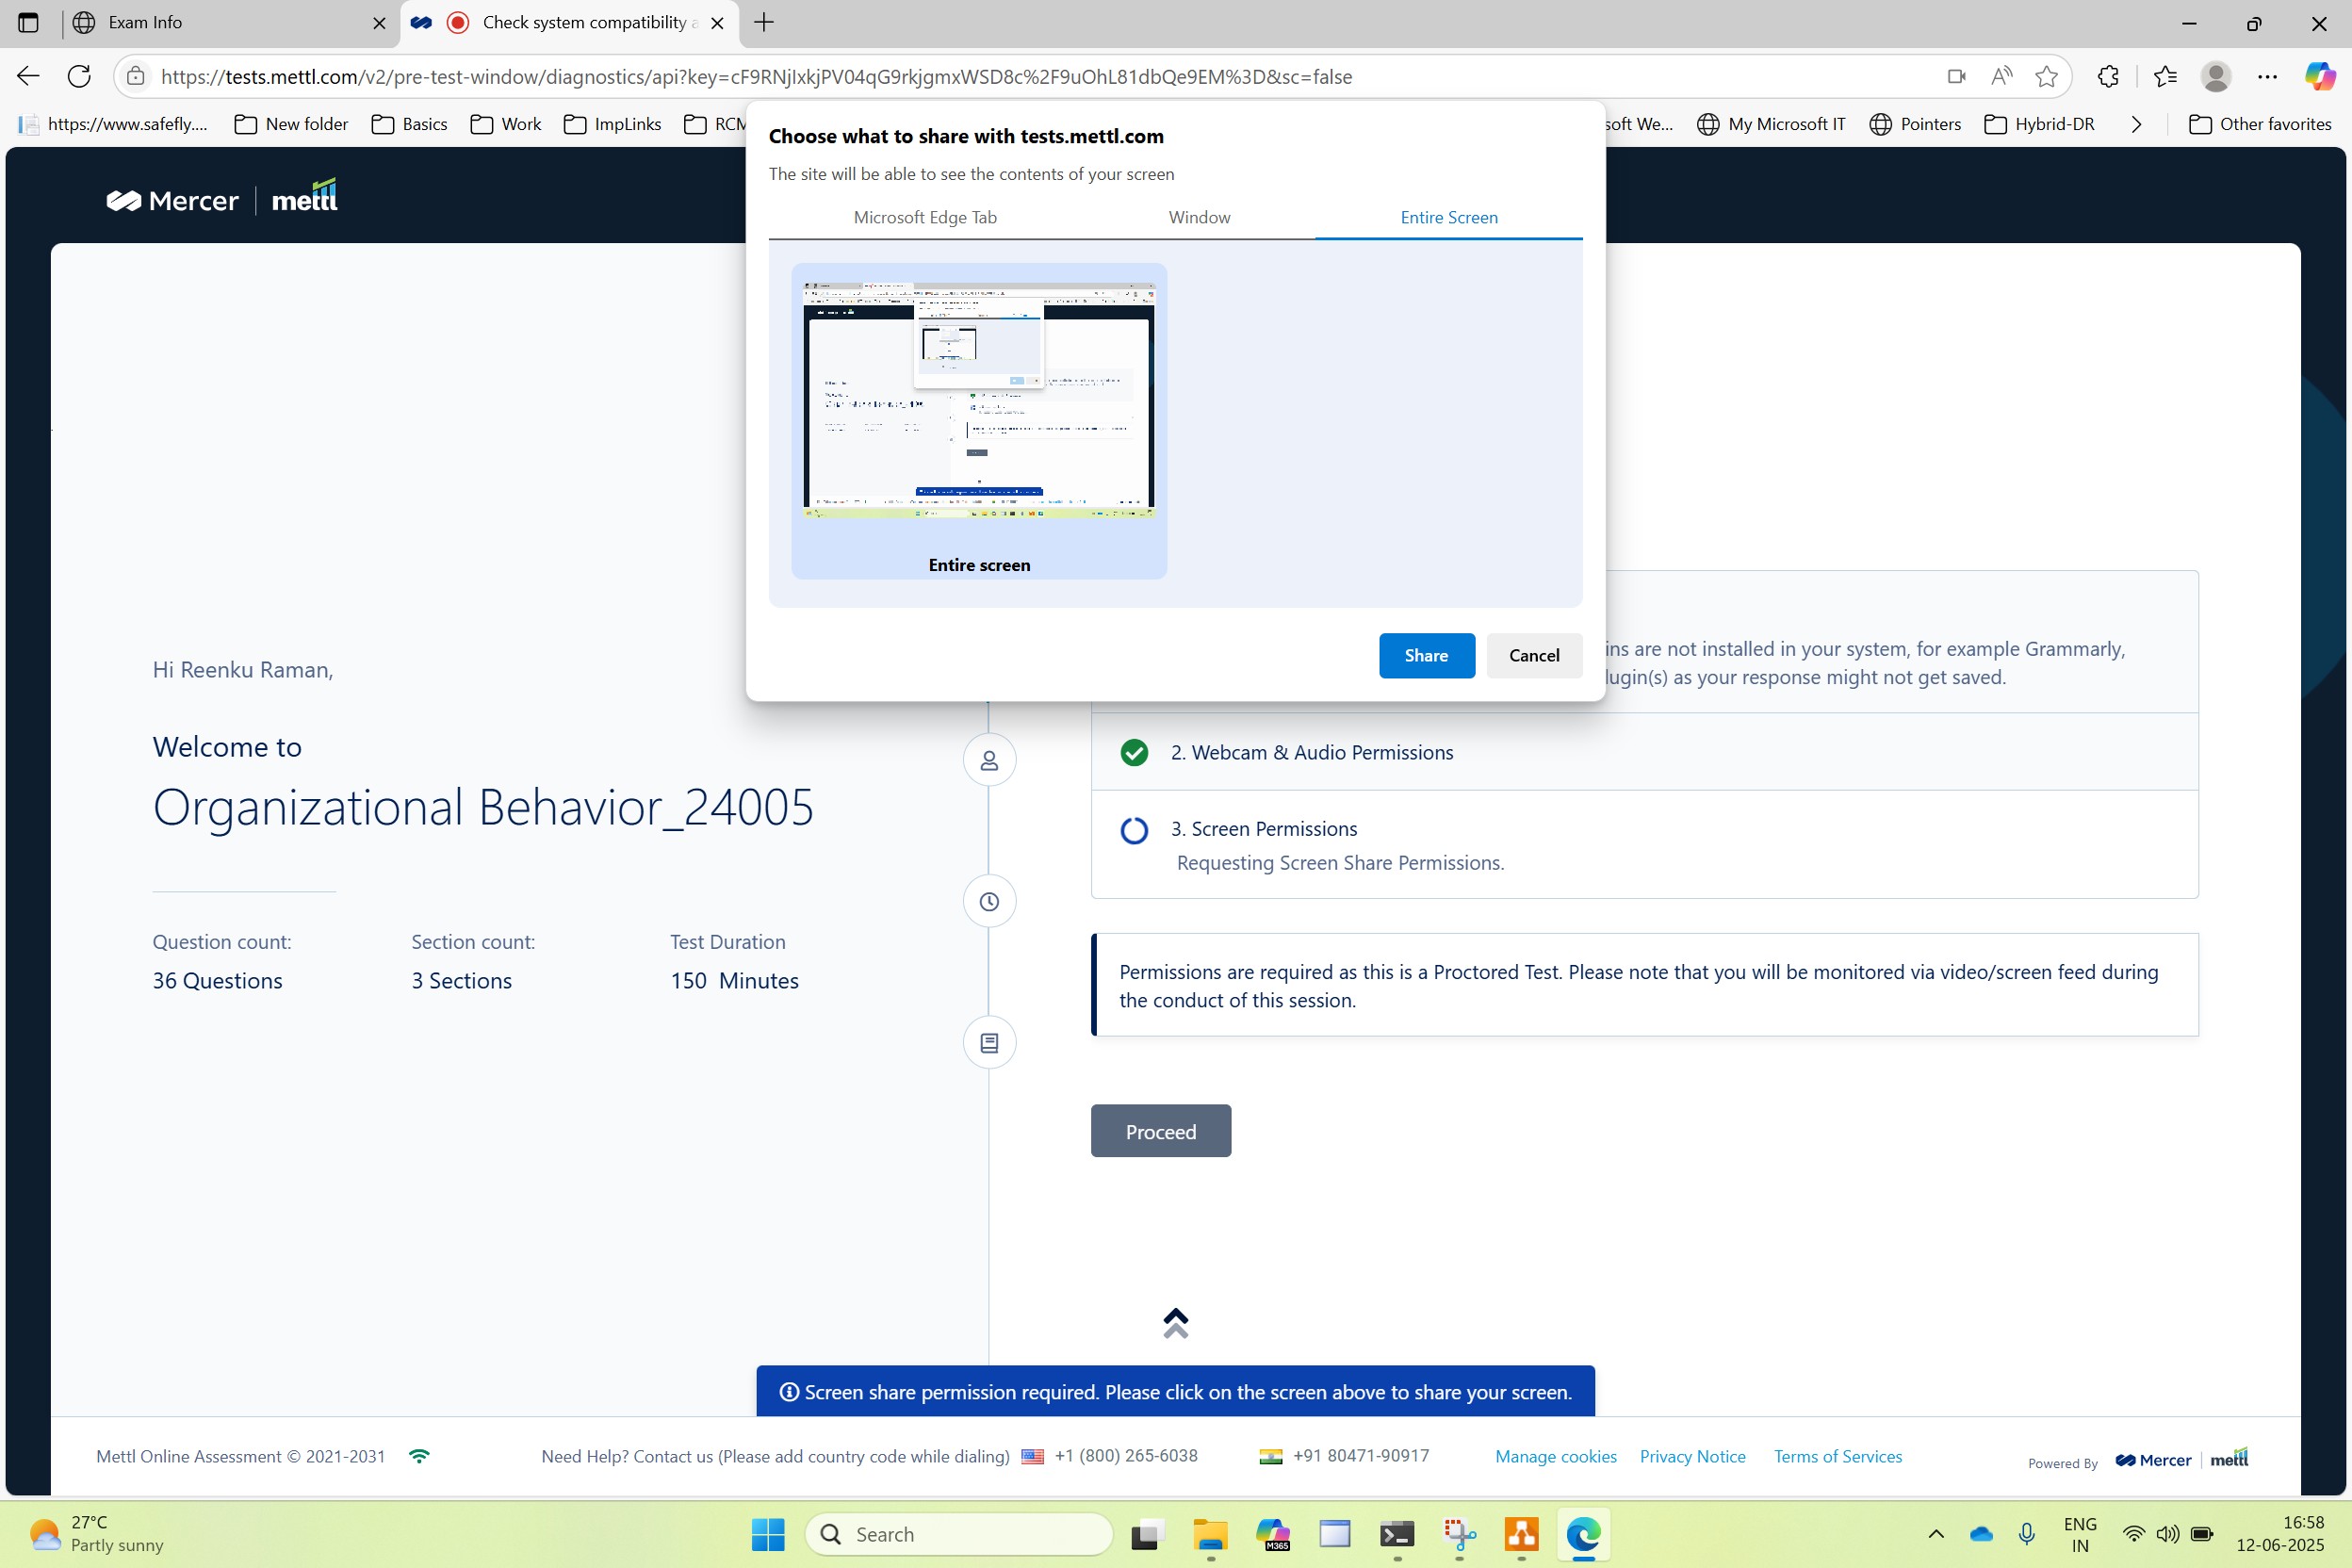 Exam Info
Check system compatibility a
https://tests.mettl.com/v2/pre-test-window/diagnostics/api?key=cF9RNjIxkjPV04qG9rkjgmxWSD8c%2F9uOhL81dbQe9EM%3D&sc=false
https://www.safefly....
New folder
Basics
Work
ImpLinks
RCM
soft We...
My Microsoft IT
Pointers
Hybrid-DR
Other favorites
Choose what to share with tests.mettl.com
The site will be able to see the contents of your screen
Microsoft Edge Tab
Window
Entire Screen
Entire screen
Share
Cancel
Mercer
mettl
Hi Reenku Raman,
Welcome to
Organizational Behavior_24005
Question count:
Section count:
Test Duration
36 Questions
3 Sections
150 Minutes
ins are not installed in your system, for example Grammarly,
lugin(s) as your response might not get saved.
2. Webcam & Audio Permissions
3. Screen Permissions
Requesting Screen Share Permissions.
Permissions are required as this is a Proctored Test. Please note that you will be monitored via video/screen feed during
the conduct of this session.
Proceed
Screen share permission required. Please click on the screen above to share your screen.
Mettl Online Assessment © 2021-2031
Need Help? Contact us (Please add country code while dialing)
+1 (800) 265-6038
+91 80471-90917
Manage cookies
Privacy Notice
Terms of Services
Powered By
Mercer
mettl
27°C
Partly sunny
Search
M365
ENG
IN
16:58
12-06-2025